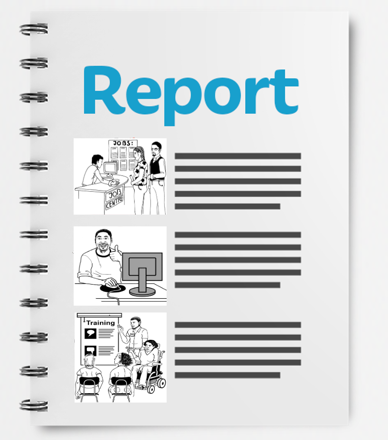 Report
JOBS:
JOB
CENTRE
Training